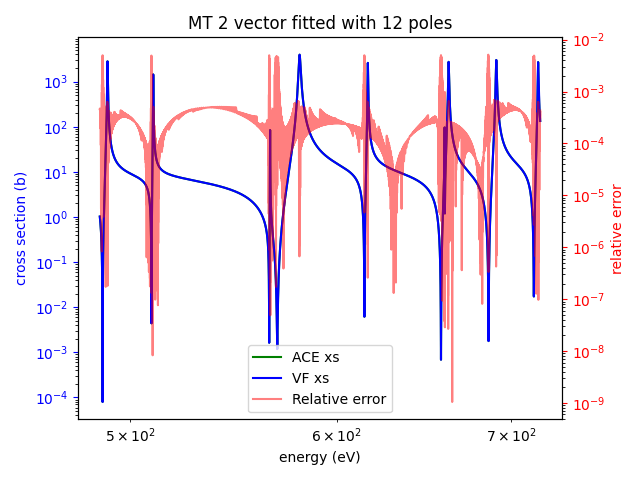 MT 2 vector fitted with 12 poles
cross section (b)
10³
10²
10¹
10⁰
10⁻¹
10⁻²
10⁻³
10⁻⁴
10⁻²
10⁻³
10⁻⁴
10⁻⁵
10⁻⁶
10⁻⁷
10⁻⁸
10⁻⁹
relative error
ACE xs
VF xs
Relative error
5 × 10² 6 × 10² 7 × 10²
energy (eV)